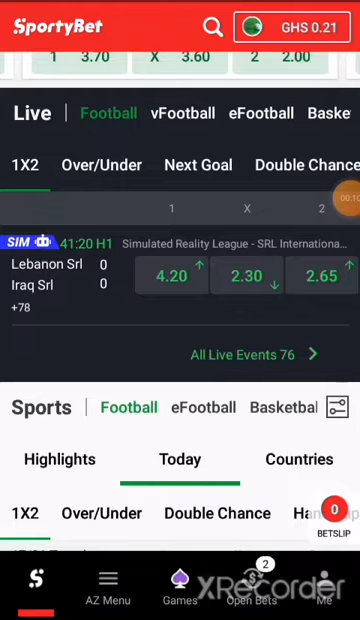 SportyBet GHS 0.21
1 3.70 X 3.60 2 2.00
Live Football vFootball eFootball Baske
1X2 Over/Under Next Goal Double Chance
00:10
1 X 2
SIM 41:20 H1 Simulated Reality League - SRL Internationa...
Lebanon Srl 0 4.20 2.30 2.65
Iraq Srl 0
+78
All Live Events 76
Sports Football eFootball Basketbal
Highlights Today Countries
0
1X2 Over/Under Double Chance
BETSLIP
2
AZ Menu Games Open Bets Me
XRecorder